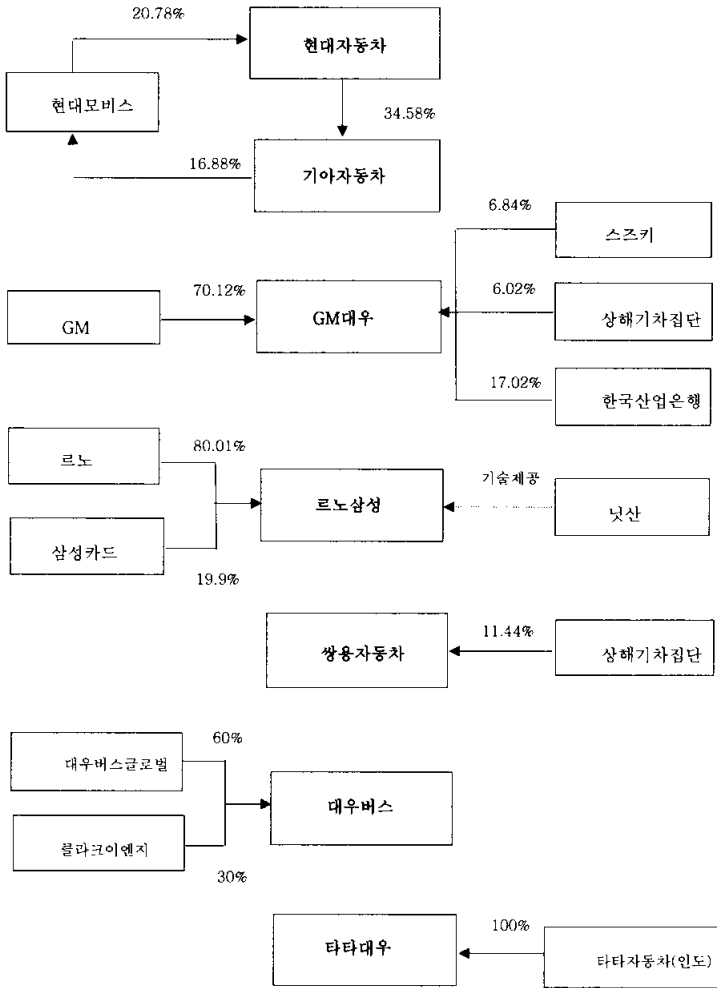 20.78%
현대자동차
현대모비스
34.58%
16.88%
기아자동차
6.84%
스즈키
70.12%
6.02%
GM
GM대우
상해기차집단
17.02%
한국산업은행
르노
80.01%
르노삼성
기술제공
닛산
삼성카드
19.9%
쌍용자동차
11.44%
상해기차집단
대우버스글로벌
60%
대우버스
클라크이엔지
30%
타타대우
100%
타타자동차(인도)